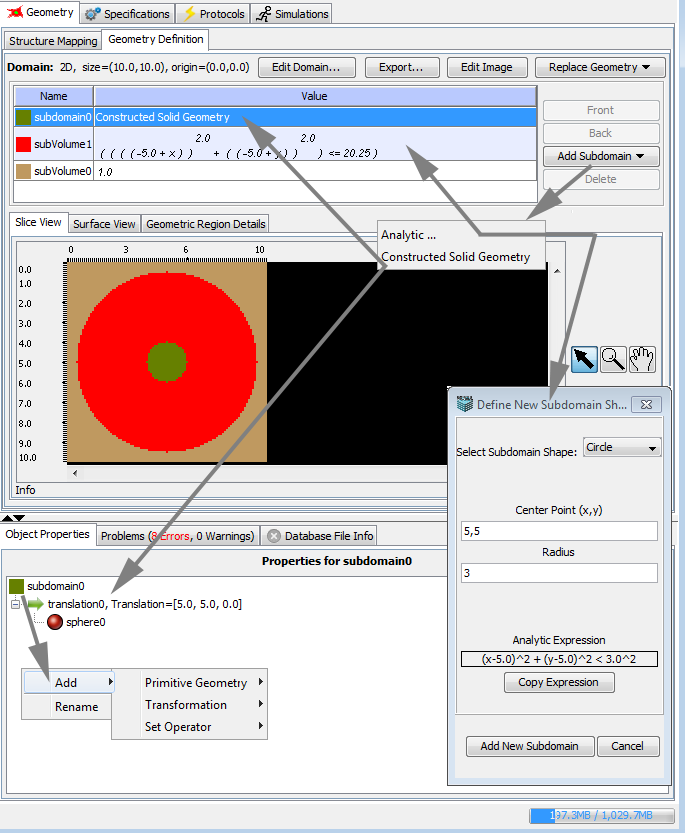 Geometry Specifications Protocols Simulations
Structure Mapping Geometry Definition
Domain: 2D, size=(10.0,10.0), origin=(0.0,0.0) Edit Domain... Export... Edit Image Replace Geometry
Name Value
subdomain0 Constructed Solid Geometry
Front
2.0 2.0
subVolume1 ( ( ( ( -5.0 + x ) ) + ( ( -5.0 + y ) ) ) <= 20.25 )
Back
Add Subdomain
subVolume0 1.0
Delete
Slice View Surface View Geometric Region Details
Analytic ...
Constructed Solid Geometry
0 3 6 10
0.0
1.0
2.0
3.0
4.0
5.0
6.0
7.0
8.0
9.0
10.0
Info
Define New Subdomain Sh...
Select Subdomain Shape: Circle
Center Point (x,y)
5,5
Radius
3
Analytic Expression
(x-5.0)^2 + (y-5.0)^2 < 3.0^2
Copy Expression
Add New Subdomain Cancel
Object Properties Problems (8 Errors, 0 Warnings) Database File Info
Properties for subdomain0
subdomain0
translation0, Translation=[5.0, 5.0, 0.0]
sphere0
Add Primitive Geometry
Rename Transformation
Set Operator
197.3MB / 1,029.7MB